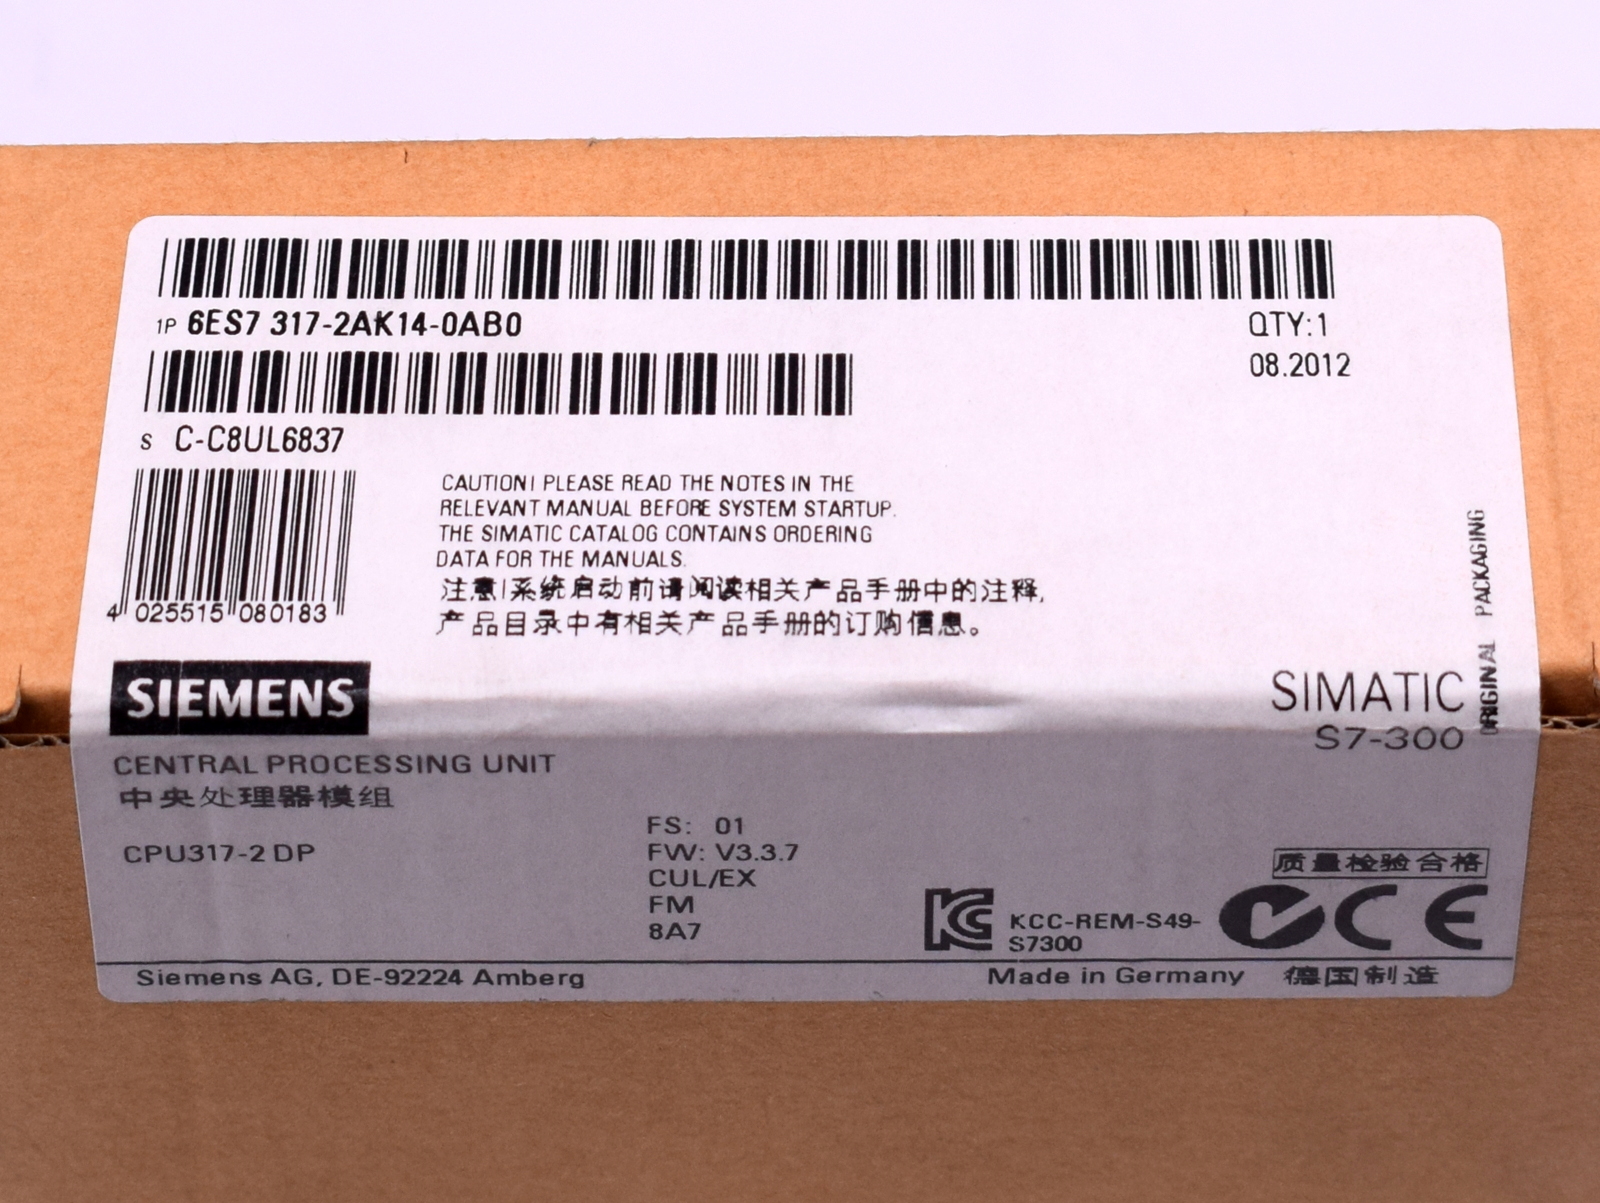 1P 6ES7 317-2AK14-0AB0 QTY:1
08.2012
S C-C8UL6837
4 025515 080183
CAUTION! PLEASE READ THE NOTES IN THE
RELEVANT MANUAL BEFORE SYSTEM STARTUP.
THE SIMATIC CATALOG CONTAINS ORDERING
DATA FOR THE MANUALS.
注意!系统启动前请阅读相关产品手册中的注释,
产品目录中有相关产品手册的订购信息。
ORIGINAL PACKAGING
SIEMENS
SIMATIC
S7-300
CENTRAL PROCESSING UNIT
中央处理器模组
CPU317-2 DP
FS: 01
FW: V3.3.7
CUL/EX
FM
8A7
质量检验合格
KC KCC-REM-S49-
S7300
CE
Siemens AG, DE-92224 Amberg
Made in Germany 德国制造